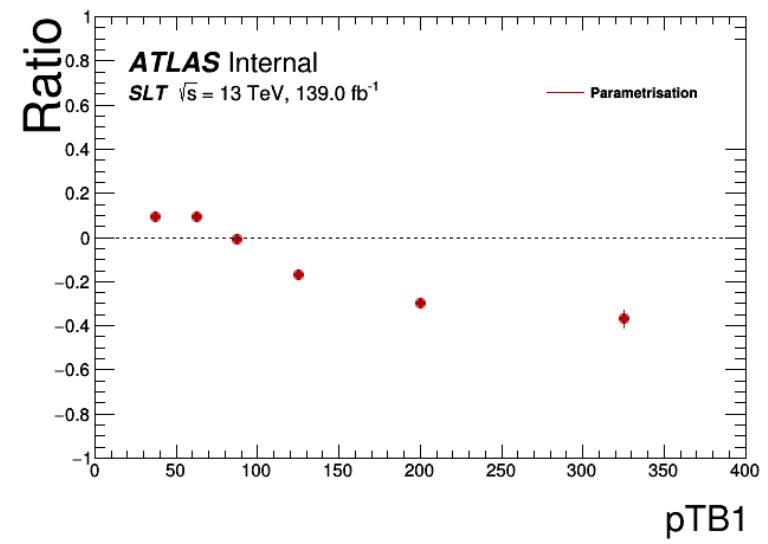 Ratio
1
0.8
0.6
0.4
0.2
0
−0.2
−0.4
−0.6
−0.8
−1
ATLAS Internal
SLT √s = 13 TeV, 139.0 fb⁻¹
Parametrisation
0 50 100 150 200 250 300 350 400
pTB1